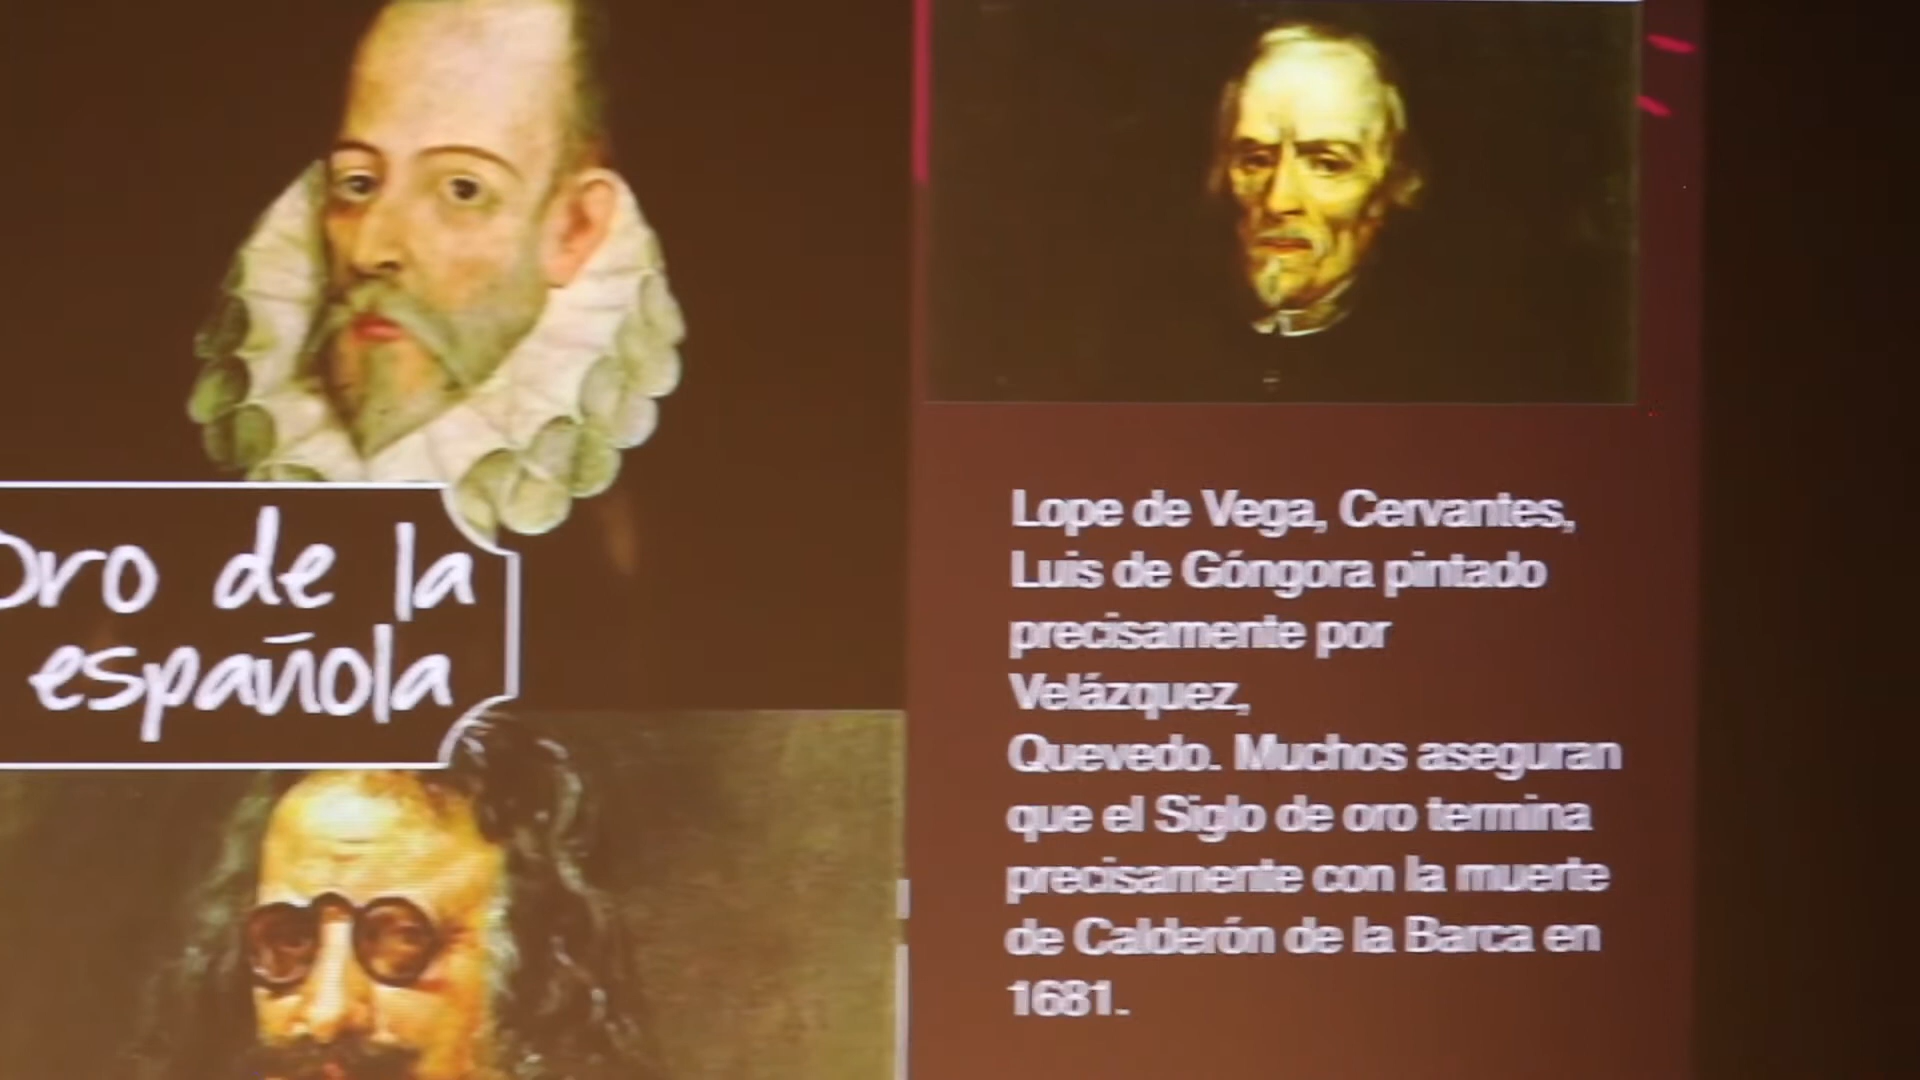 Oro de la
española
Lope de Vega, Cervantes,
Luis de Góngora pintado
precisamente por
Velázquez,
Quevedo. Muchos aseguran
que el Siglo de oro termina
precisamente con la muerte
de Calderón de la Barca en
1681.